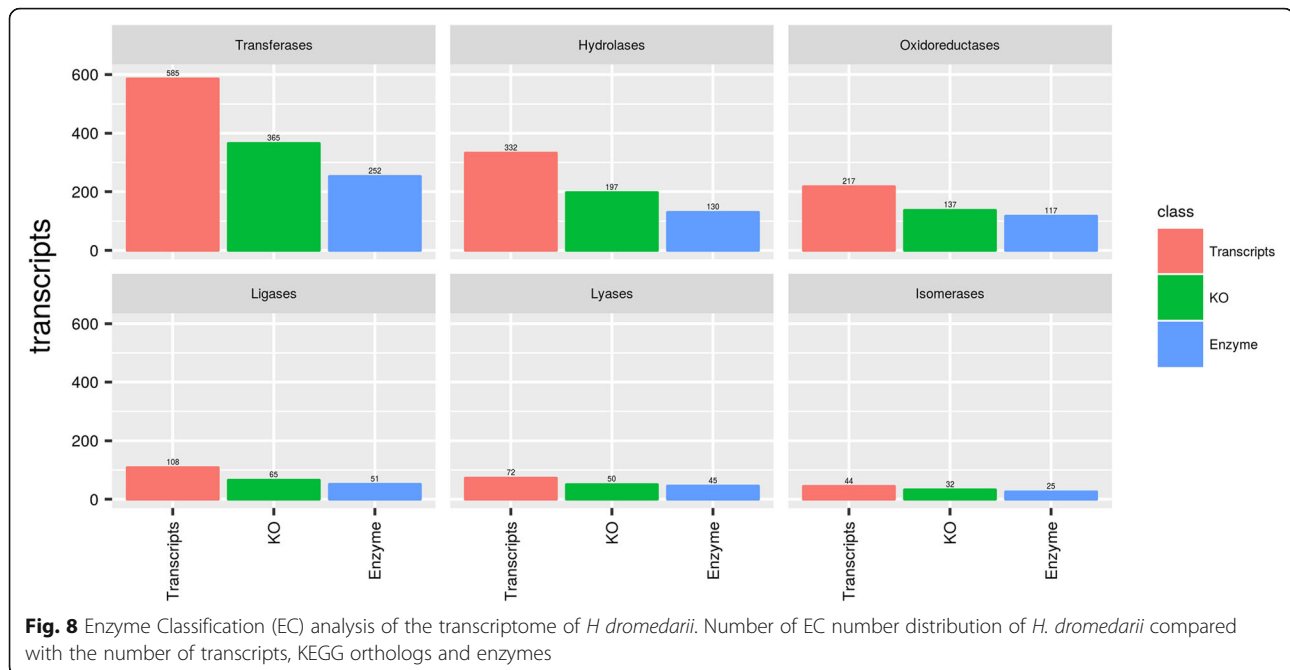 Transferases
Hydrolases
Oxidoreductases
600
400
200
0
585
365
252
332
197
130
217
137
117
transcripts
Ligases
Lyases
Isomerases
600
400
200
0
108
65
51
72
50
45
44
32
25
Transcripts
KO
Enzyme
Transcripts
KO
Enzyme
Transcripts
KO
Enzyme
class
Transcripts
KO
Enzyme
Fig. 8 Enzyme Classification (EC) analysis of the transcriptome of H dromedarii. Number of EC number distribution of H. dromedarii compared
with the number of transcripts, KEGG orthologs and enzymes